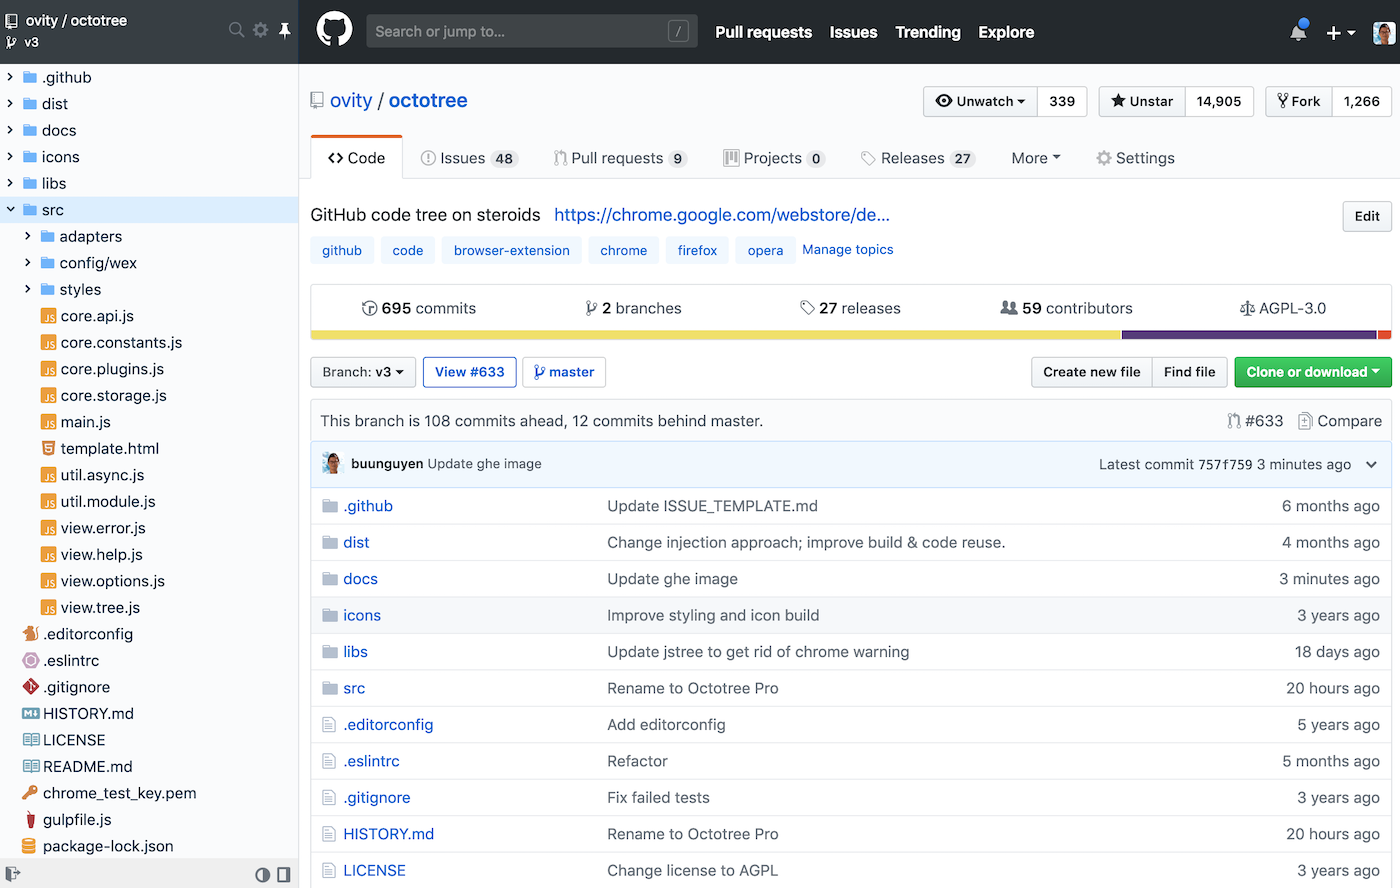 ovity / octotree
v3
.github
dist
docs
icons
libs
src
adapters
config/wex
styles
core.api.js
core.constants.js
core.plugins.js
core.storage.js
main.js
template.html
util.async.js
util.module.js
view.error.js
view.help.js
view.options.js
view.tree.js
.editorconfig
.eslintrc
.gitignore
HISTORY.md
LICENSE
README.md
chrome_test_key.pem
gulpfile.js
package-lock.json
Search or jump to... /
Pull requests Issues Trending Explore
ovity / octotree
Unwatch 339 Unstar 14,905 Fork 1,266
Code Issues 48 Pull requests 9 Projects 0 Releases 27 More Settings
GitHub code tree on steroids https://chrome.google.com/webstore/de... Edit
github code browser-extension chrome firefox opera Manage topics
695 commits 2 branches 27 releases 59 contributors AGPL-3.0
Branch: v3 View #633 master Create new file Find file Clone or download
This branch is 108 commits ahead, 12 commits behind master. #633 Compare
buunguyen Update ghe image Latest commit 757f759 3 minutes ago
.github Update ISSUE_TEMPLATE.md 6 months ago
dist Change injection approach; improve build & code reuse. 4 months ago
docs Update ghe image 3 minutes ago
icons Improve styling and icon build 3 years ago
libs Update jstree to get rid of chrome warning 18 days ago
src Rename to Octotree Pro 20 hours ago
.editorconfig Add editorconfig 5 years ago
.eslintrc Refactor 5 months ago
.gitignore Fix failed tests 3 years ago
HISTORY.md Rename to Octotree Pro 20 hours ago
LICENSE Change license to AGPL 3 years ago